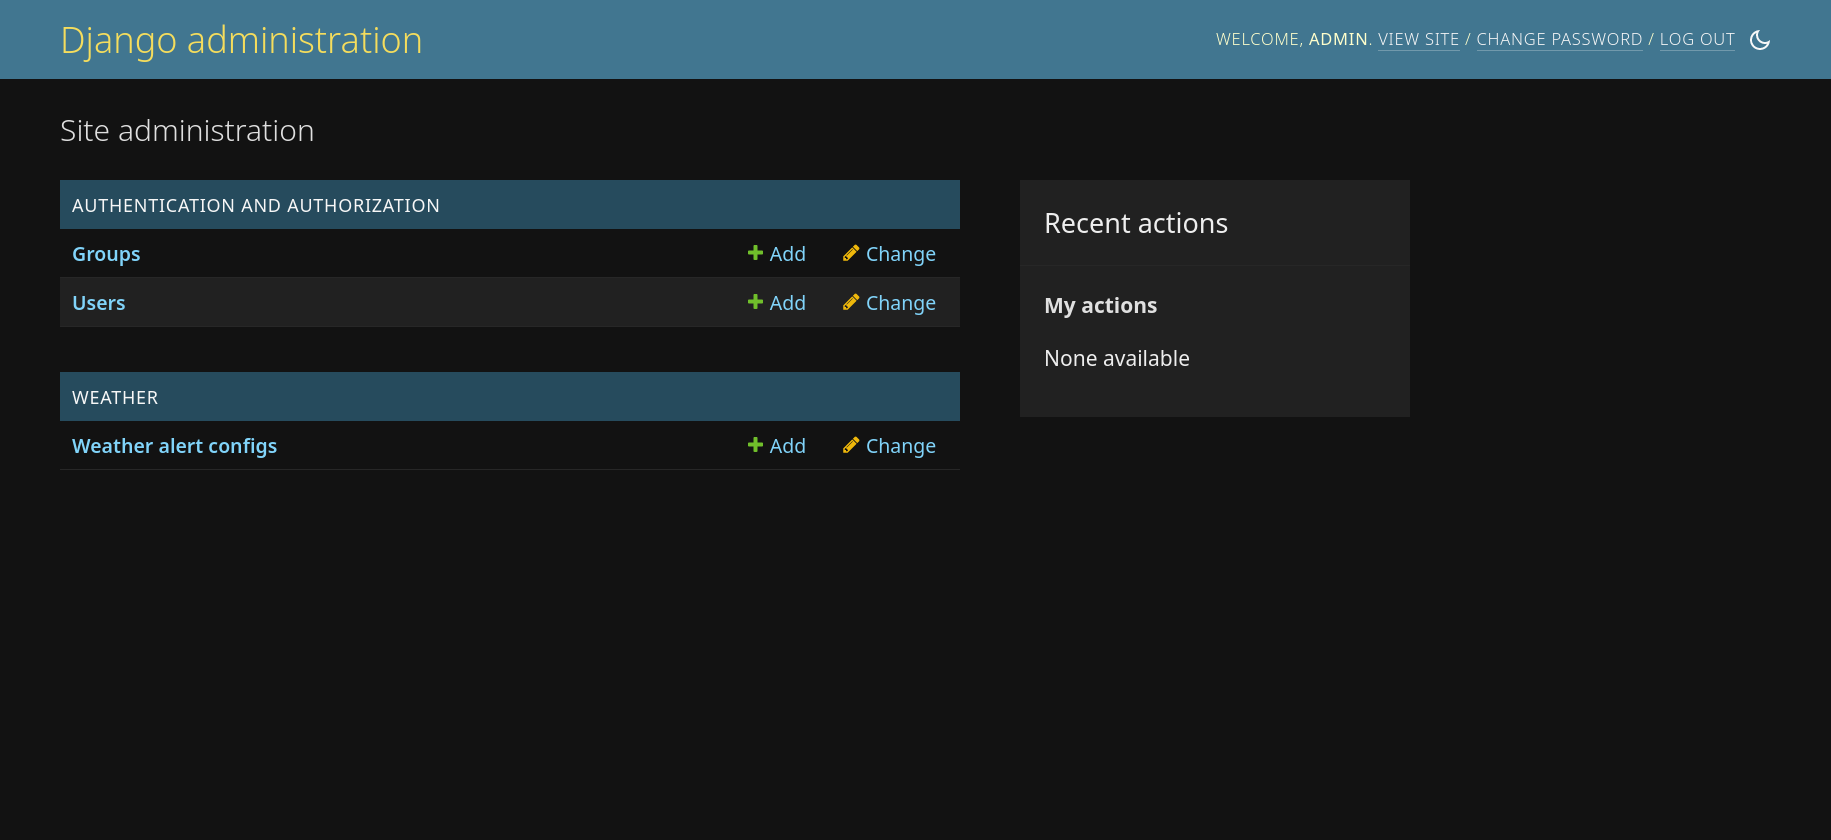 Django administration
WELCOME, ADMIN. VIEW SITE / CHANGE PASSWORD / LOG OUT
Site administration
AUTHENTICATION AND AUTHORIZATION
Groups Add Change
Users Add Change
WEATHER
Weather alert configs Add Change
Recent actions
My actions
None available